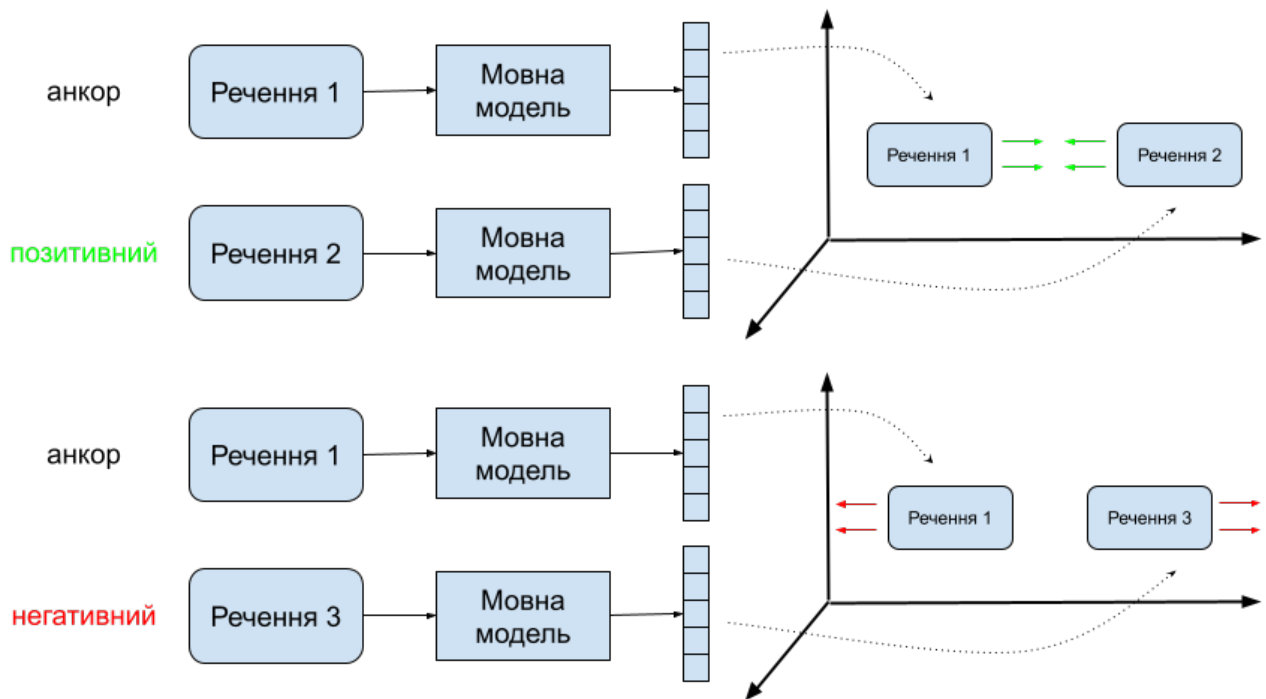 анкор
Речення 1
Мовна
модель
Речення 1
Речення 2
позитивний
Речення 2
Мовна
модель
анкор
Речення 1
Мовна
модель
Речення 1
Речення 3
негативний
Речення 3
Мовна
модель